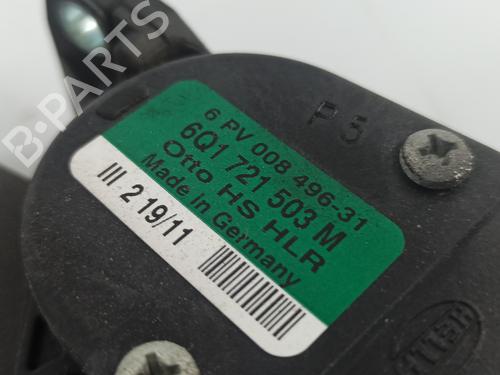 B-PARTS
P5
6 PV 008 496-31
6Q1 721 503 M
Otto HS HLR
Made in Germany
III 2 19/11
HELLA